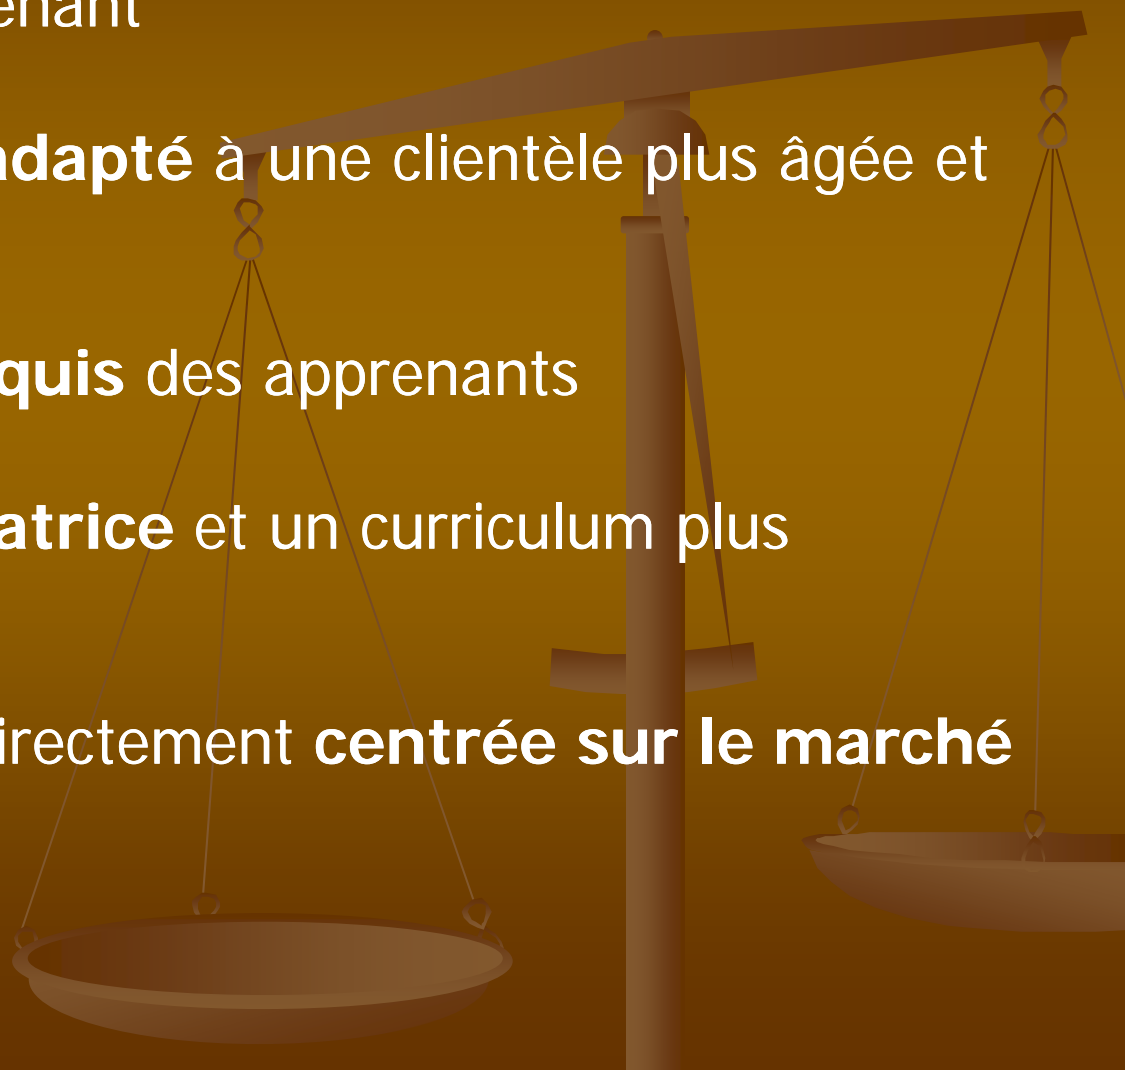 enant
adapté à une clientèle plus âgée et
quis des apprenants
atrice et un curriculum plus
irectement centrée sur le marché